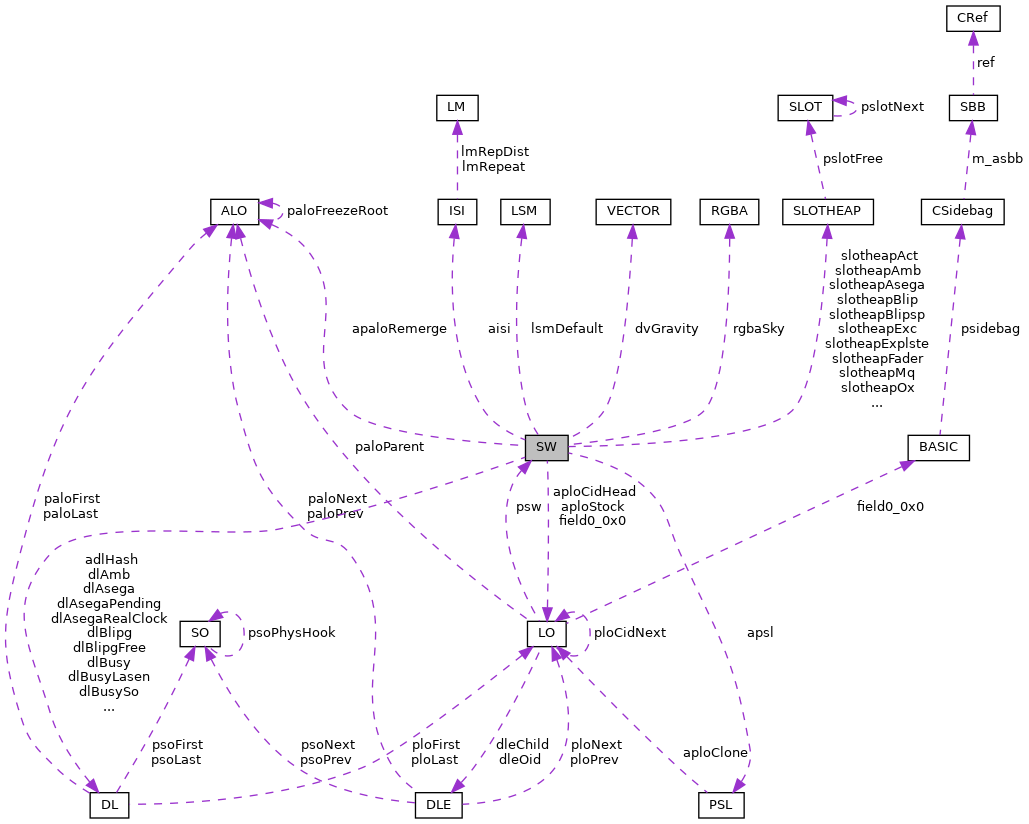 CRef
ref
LM
SLOT
pslotNext
SBB
lmRepDist
lmRepeat
pslotFree
m_asbb
ALO
paloFreezeRoot
ISI
LSM
VECTOR
RGBA
SLOTHEAP
CSidebag
slotheapAct
slotheapAmb
slotheapAsega
slotheapBlip
slotheapBlipsp
slotheapExc
slotheapExplste
slotheapFader
slotheapMq
slotheapOx
...
apaloRemerge
aisi
lsmDefault
dvGravity
rgbaSky
psidebag
paloParent
SW
BASIC
paloFirst
paloLast
paloNext
paloPrev
psw
aploCidHead
aploStock
field0_0x0
field0_0x0
adlHash
dlAmb
dlAsega
dlAsegaPending
dlAsegaRealClock
dlBlipg
dlBlipgFree
dlBusy
dlBusyLasen
dlBusySo
...
SO
psoPhysHook
LO
ploCidNext
apsl
psoFirst
psoLast
psoNext
psoPrev
ploFirst
ploLast
dleChild
dleOid
ploNext
ploPrev
aploClone
DL
DLE
PSL